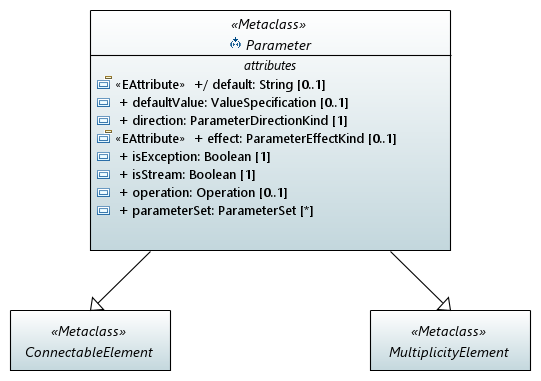 «Metaclass»
Parameter
attributes
«EAttribute» +/ default: String [0..1]
+ defaultValue: ValueSpecification [0..1]
+ direction: ParameterDirectionKind [1]
«EAttribute» + effect: ParameterEffectKind [0..1]
+ isException: Boolean [1]
+ isStream: Boolean [1]
+ operation: Operation [0..1]
+ parameterSet: ParameterSet [*]
«Metaclass»
ConnectableElement
«Metaclass»
MultiplicityElement